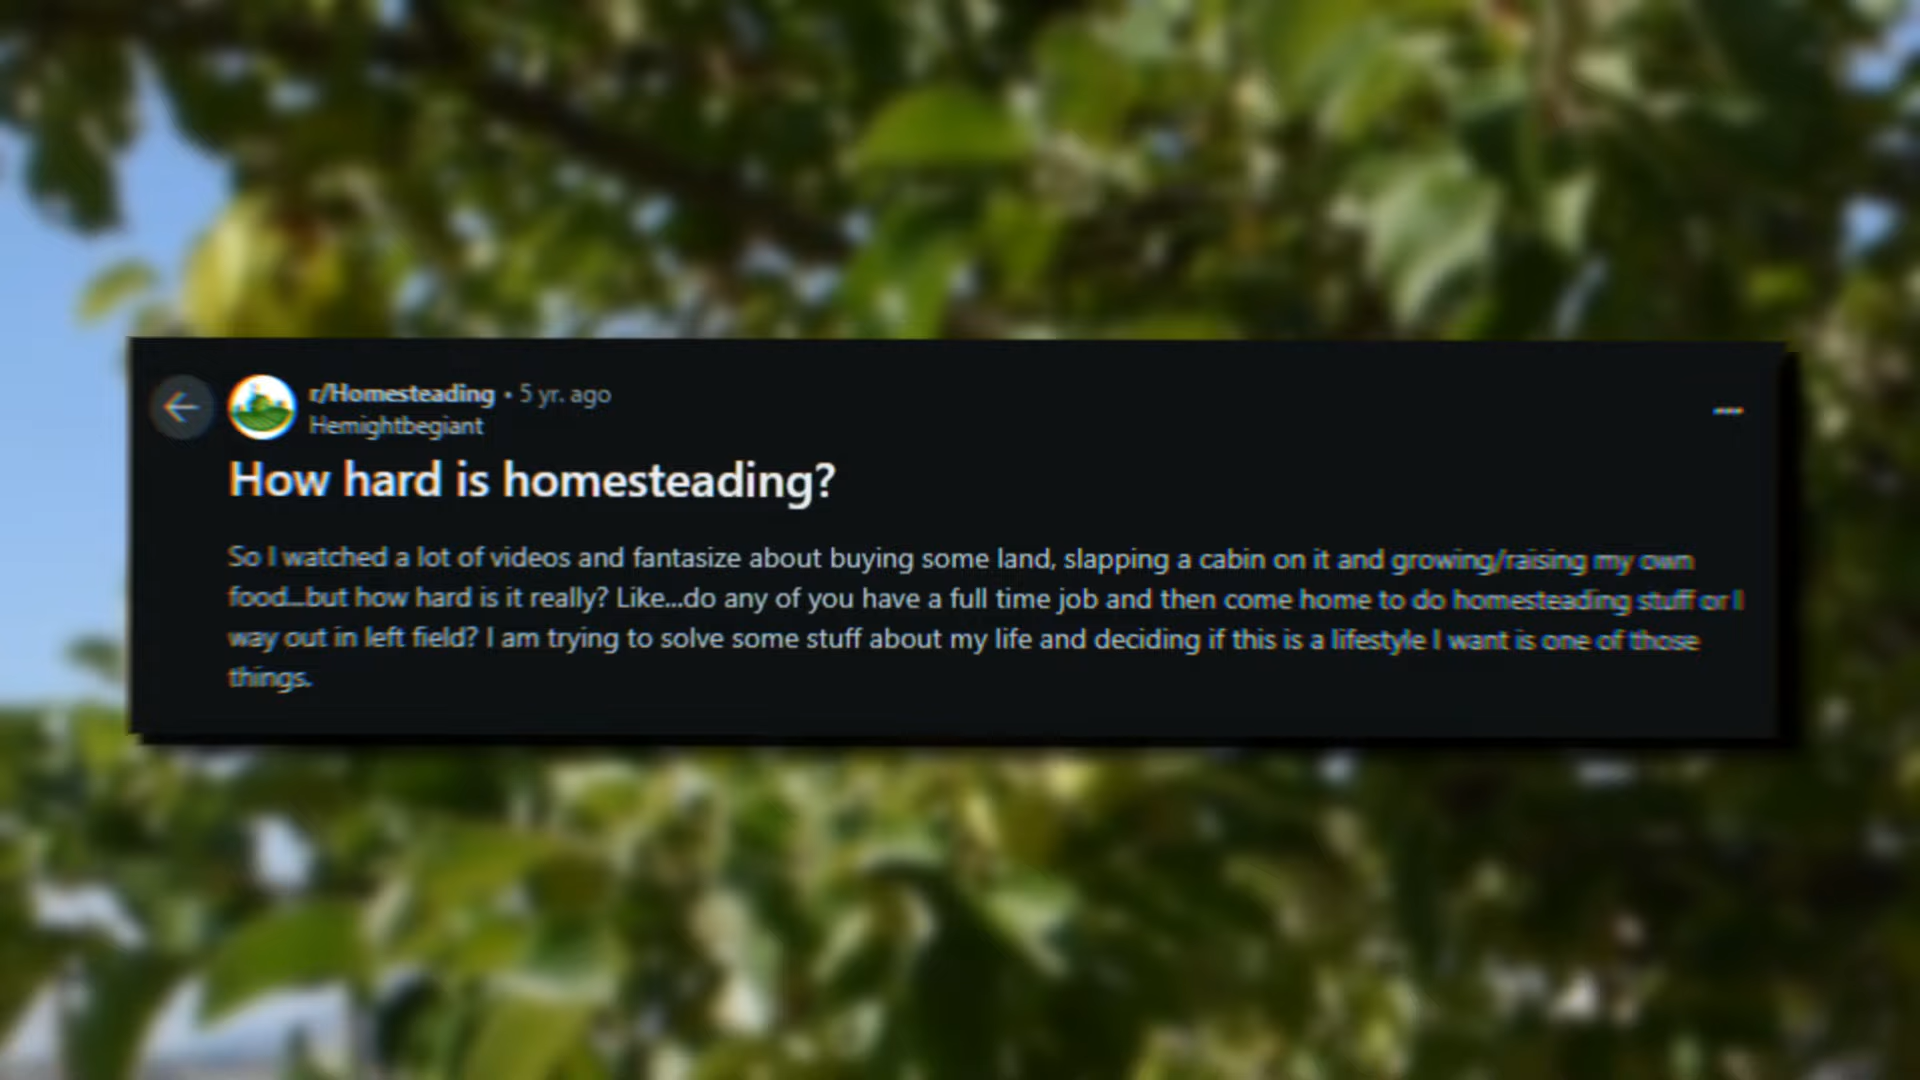 r/Homesteading • 5 yr. ago
Hemightbegiant
How hard is homesteading?
So I watched a lot of videos and fantasize about buying some land, slapping a cabin on it and growing/raising my own
food...but how hard is it really? Like...do any of you have a full time job and then come home to do homesteading stuff or I
way out in left field? I am trying to solve some stuff about my life and deciding if this is a lifestyle I want is one of those
things.